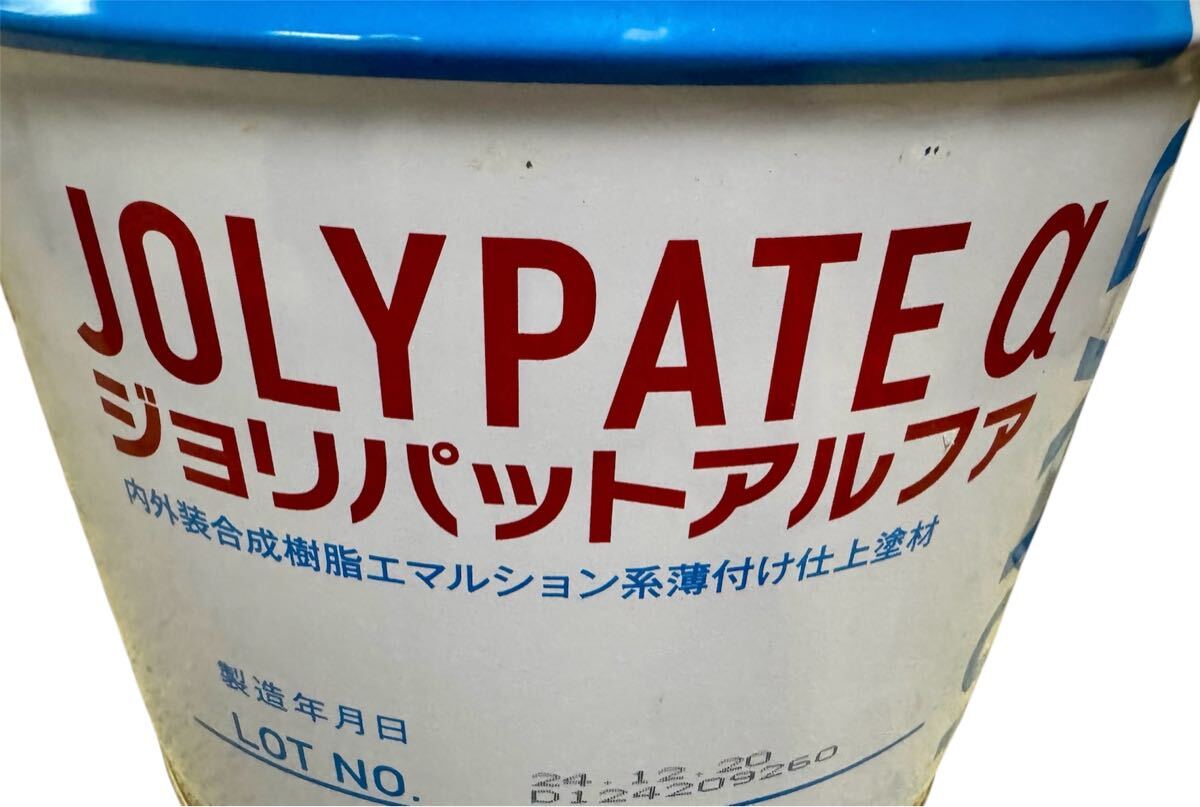 JOLYPATE α
ジョリパットアルファ
内外装合成樹脂エマルション系薄付け仕上塗材
製造年月日
24.12.20
LOT NO.
D124209260